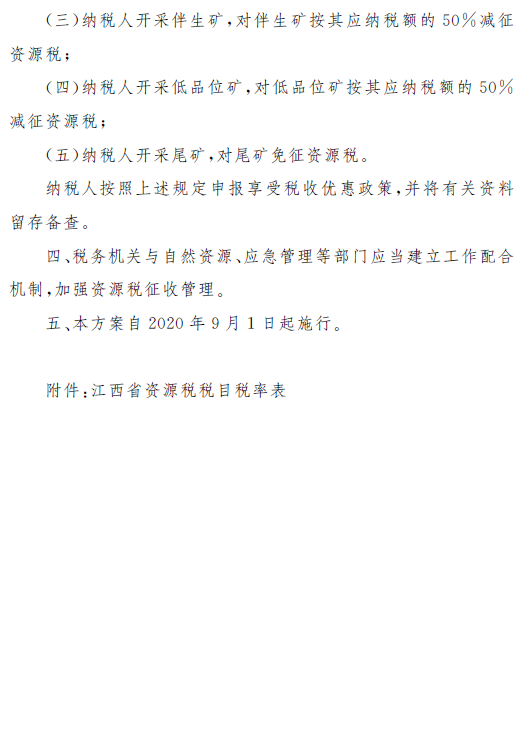 (三)纳税人开采伴生矿,对伴生矿按其应纳税额的50%减征
资源税;
(四)纳税人开采低品位矿,对低品位矿按其应纳税额的50%
减征资源税;
(五)纳税人开采尾矿,对尾矿免征资源税。
纳税人按照上述规定申报享受税收优惠政策,并将有关资料
留存备查。
四、税务机关与自然资源、应急管理等部门应当建立工作配合
机制,加强资源税征收管理。
五、本方案自2020年9月1日起施行。
附件:江西省资源税税目税率表